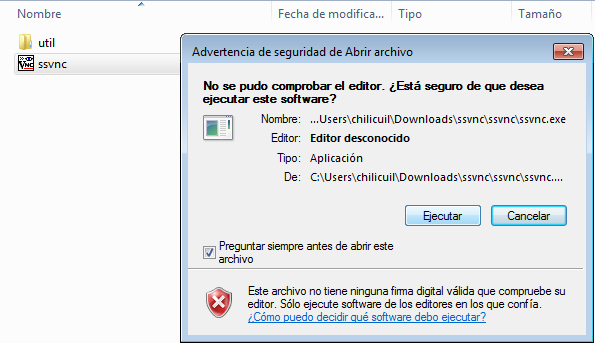 Nombre Fecha de modifica... Tipo Tamaño
util
ssvnc
Advertencia de seguridad de Abrir archivo
No se pudo comprobar el editor. ¿Está seguro de que desea
ejecutar este software?
Nombre: ...Users\chilicuil\Downloads\ssvnc\ssvnc\ssvnc.exe
Editor: Editor desconocido
Tipo: Aplicación
De: C:\Users\chilicuil\Downloads\ssvnc\ssvnc\ssvnc....
Ejecutar Cancelar
Preguntar siempre antes de abrir este
archivo
Este archivo no tiene ninguna firma digital válida que compruebe su
editor. Sólo ejecute software de los editores en los que confía.
¿Cómo puedo decidir qué software debo ejecutar?